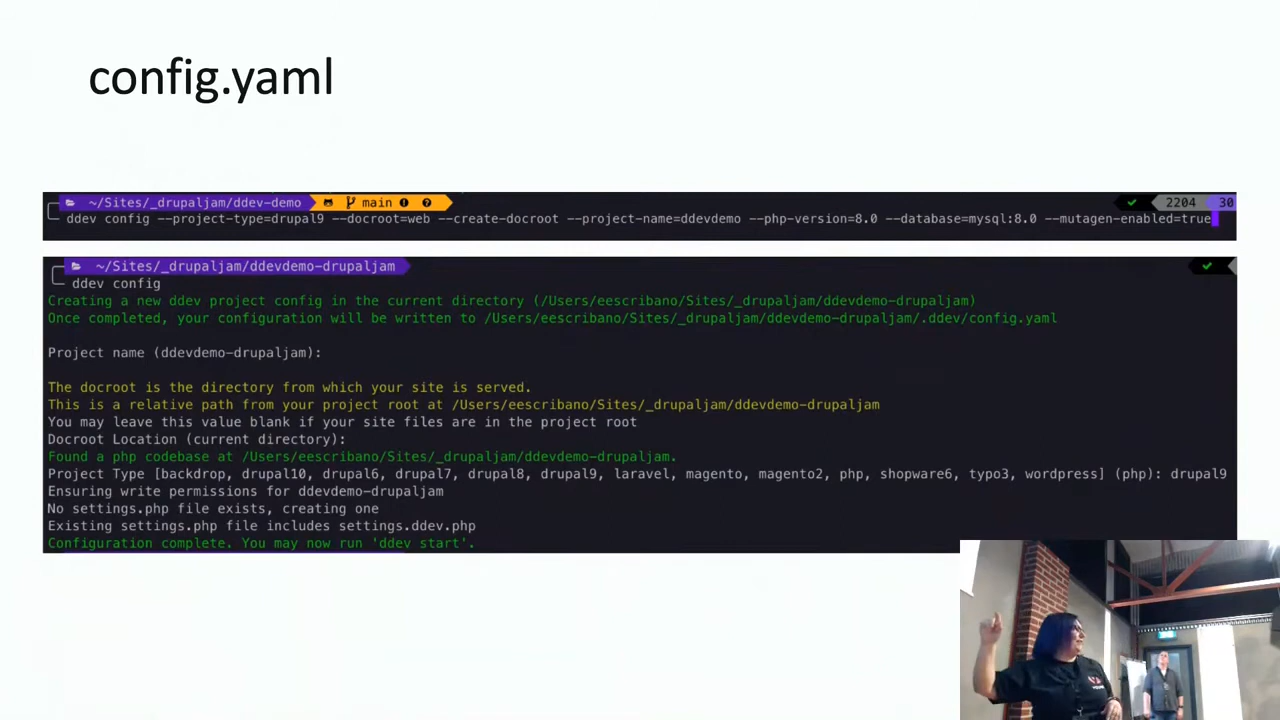 config.yaml
~/Sites/_drupaljam/ddev-demo main 2204 30
ddev config --project-type=drupal9 --docroot=web --create-docroot --project-name=ddevdemo --php-version=8.0 --database=mysql:8.0 --mutagen-enabled=true
~/Sites/_drupaljam/ddevdemo-drupaljam
ddev config
Creating a new ddev project config in the current directory (/Users/eescribano/Sites/_drupaljam/ddevdemo-drupaljam)
Once completed, your configuration will be written to /Users/eescribano/Sites/_drupaljam/ddevdemo-drupaljam/.ddev/config.yaml
Project name (ddevdemo-drupaljam):
The docroot is the directory from which your site is served.
This is a relative path from your project root at /Users/eescribano/Sites/_drupaljam/ddevdemo-drupaljam
You may leave this value blank if your site files are in the project root
Docroot Location (current directory):
Found a php codebase at /Users/eescribano/Sites/_drupaljam/ddevdemo-drupaljam.
Project Type [backdrop, drupal10, drupal6, drupal7, drupal8, drupal9, laravel, magento, magento2, php, shopware6, typo3, wordpress] (php): drupal9
Ensuring write permissions for ddevdemo-drupaljam
No settings.php file exists, creating one
Existing settings.php file includes settings.ddev.php
Configuration complete. You may now run 'ddev start'.